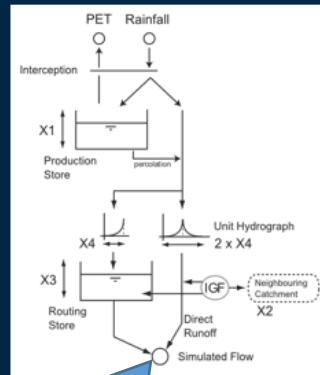 PET Rainfall
Interception
X1
Production
Store
percolation
X4
Unit Hydrograph
2 x X4
X3
Routing
Store
IGF
Neighbouring
Catchment
X2
Direct
Runoff
Simulated Flow